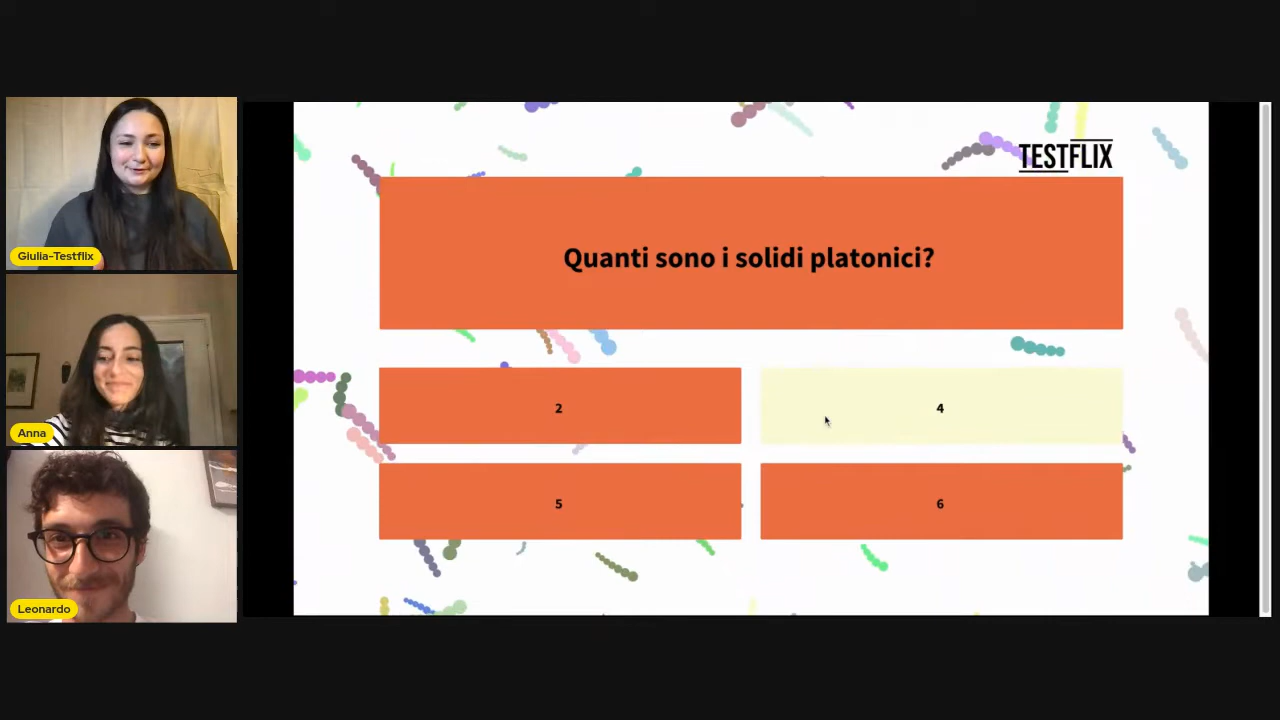 Giulia-Testflix
Anna
Leonardo
TESTFLIX
Quanti sono i solidi platonici?
2
4
5
6